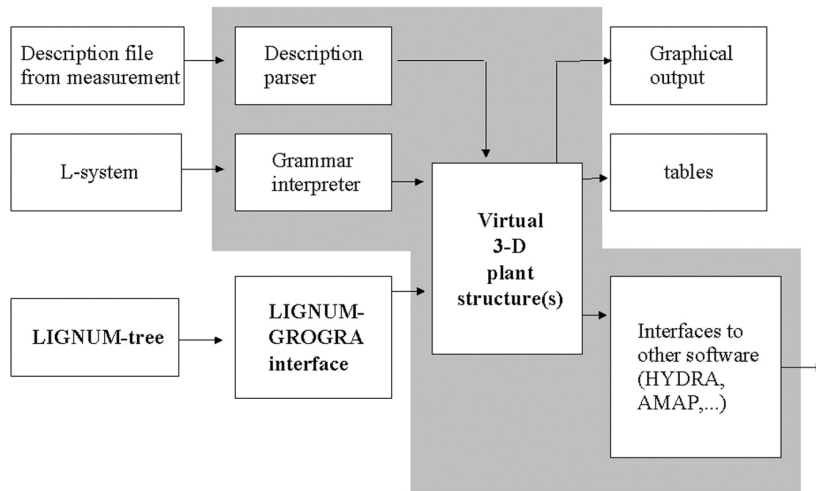 Description file
from measurement
Description
parser
Graphical
output
L-system
Grammar
interpreter
tables
Virtual
3-D
plant
structure(s)
LIGNUM-tree
LIGNUM-
GROGRA
interface
Interfaces to
other software
(HYDRA,
AMAP,...)